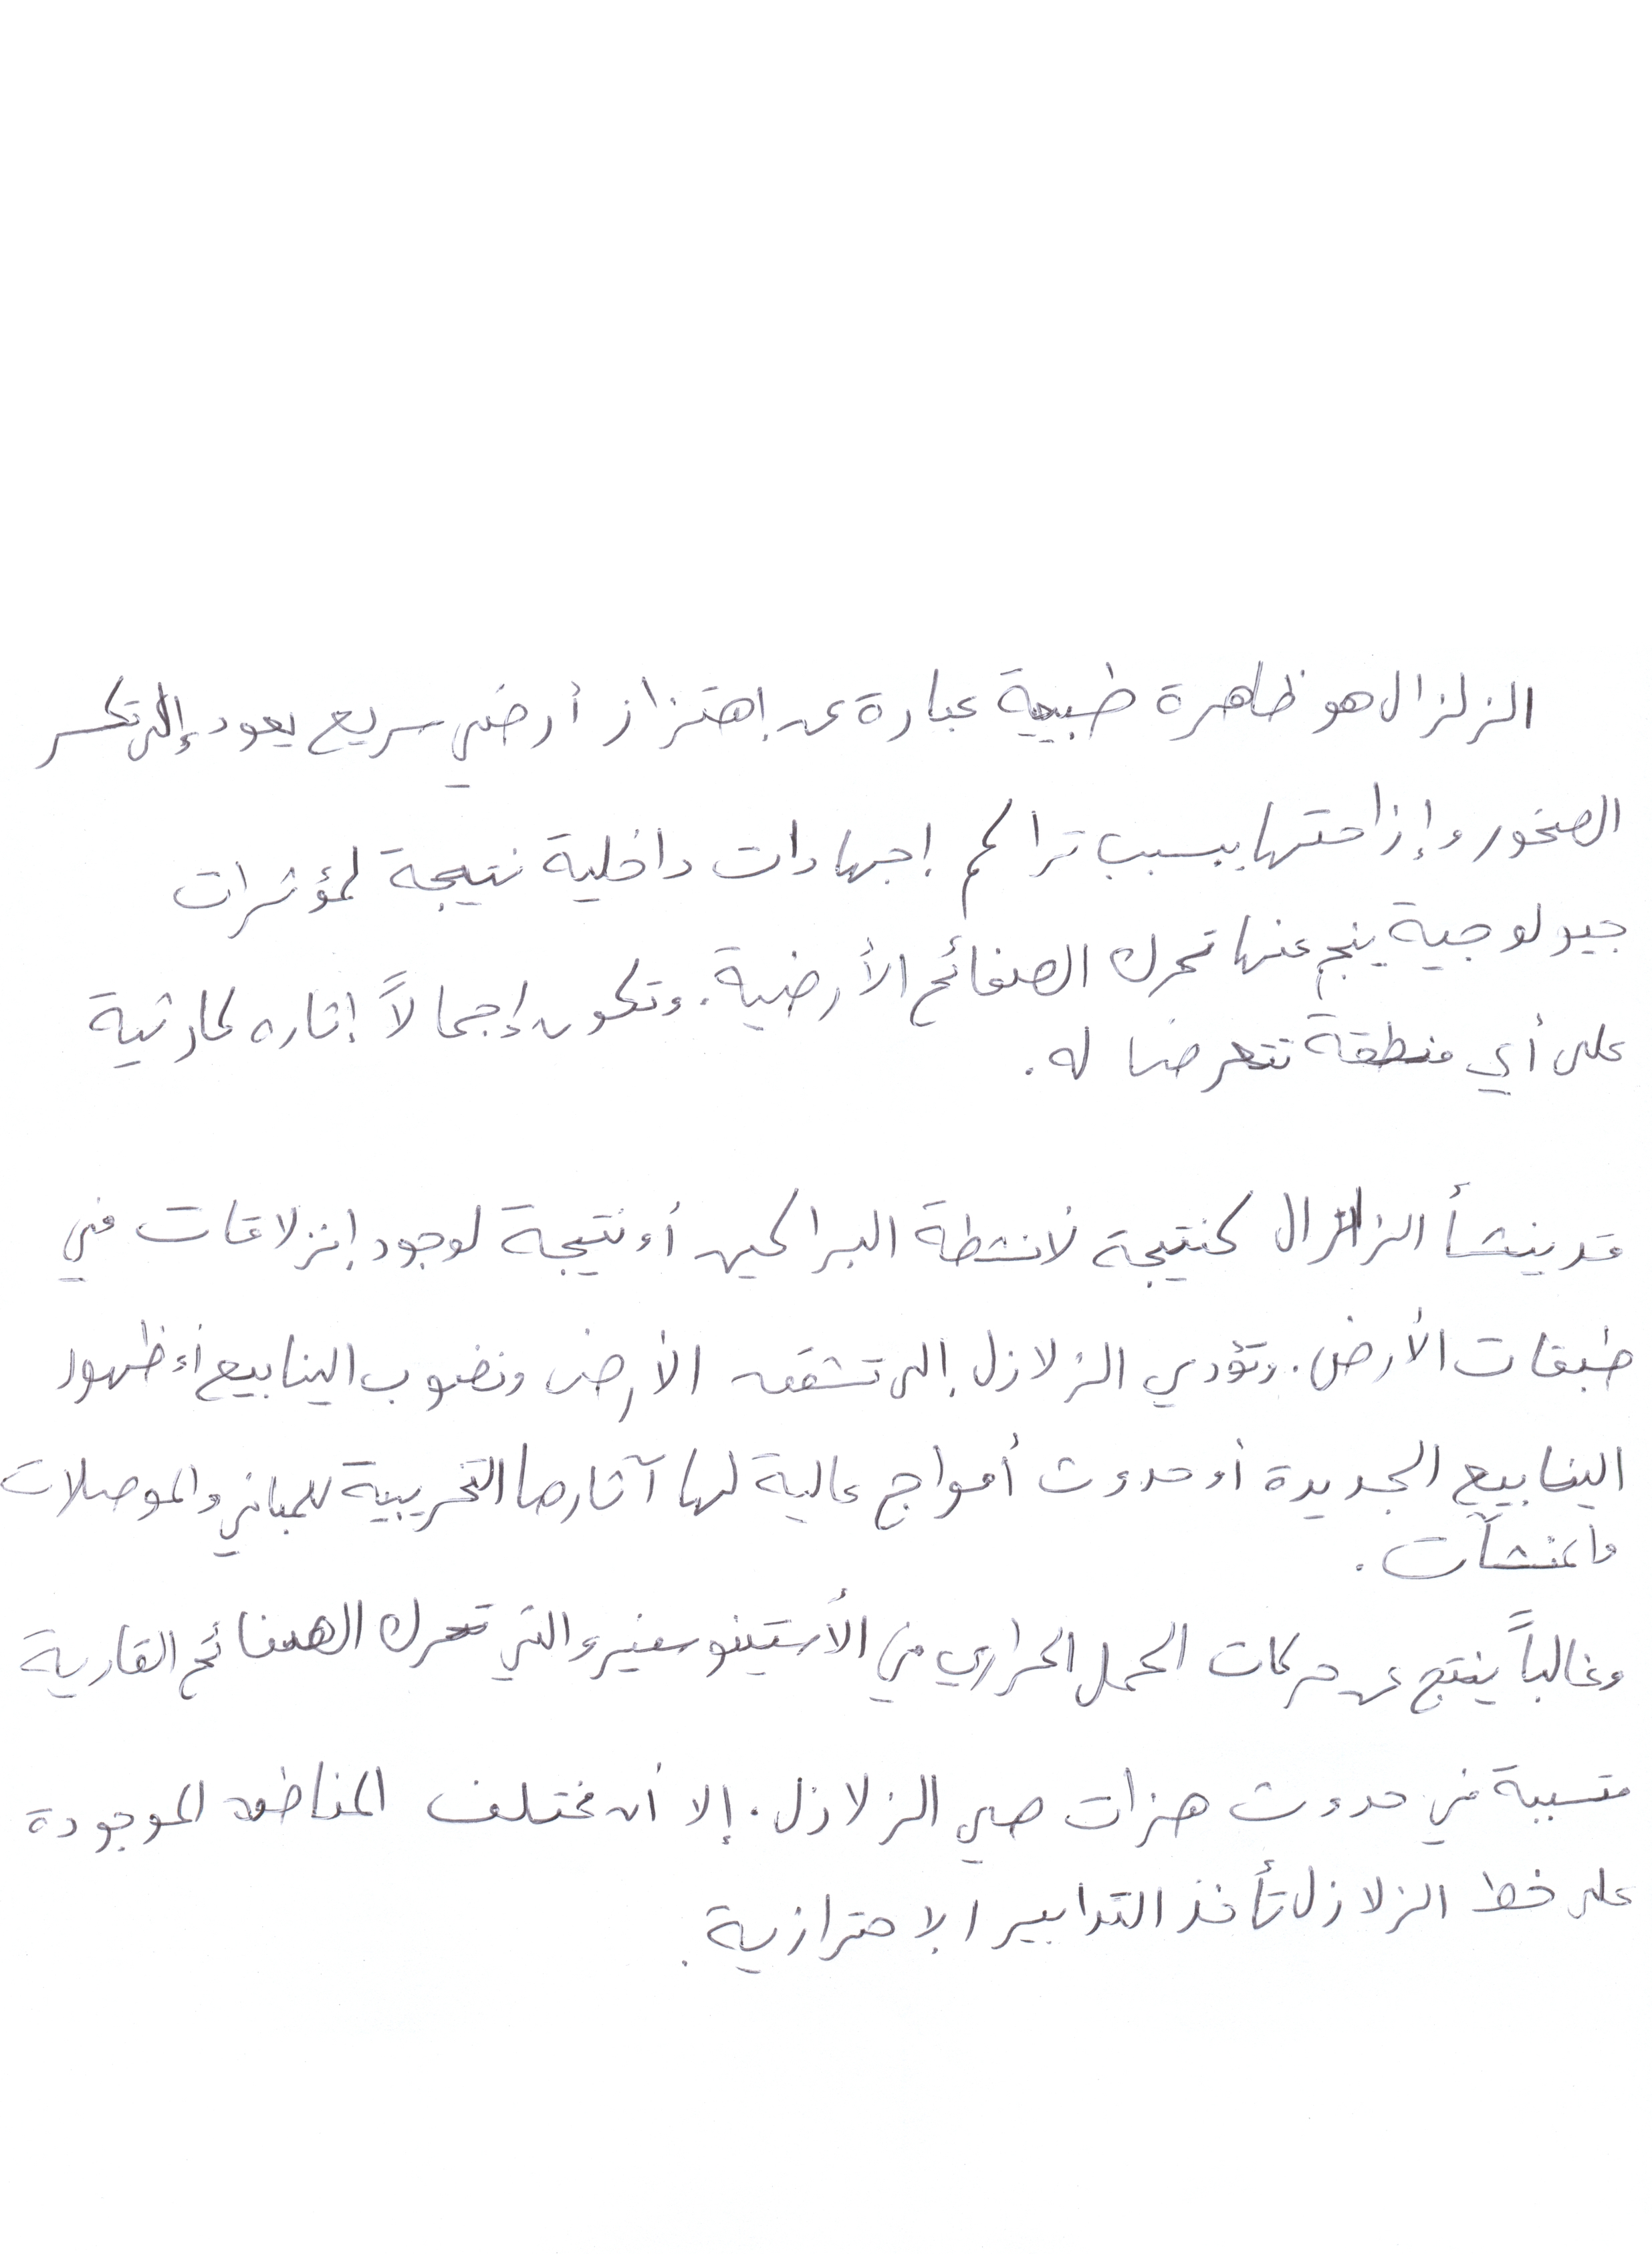 الزلزال هو ظاهرة طبيعية عبارة عن إهتزاز أرضي سريع يعود إلى تكسر
الصخور وإزاحتها بسبب تراكم إجهادات داخلية نتيجة لمؤثرات
جيولوجية ينجم عنها تحرك الصفائح الأرضية. وتكون إجمالاً إثاره كارثية
على أي منطقة تتعرض له.
قد ينشأ الزلزال كنتيجة لأنشطة البراكين أو نتيجة لوجود إنزلاقات في
طبقات الأرض. وتؤدي الزلازل إلى تشقق الأرض ونضوب الينابيع أو ظهور
الينابيع الجديدة أو حدوث أمواج عالية لها آثارها التخريبية للمباني والموصلات
والمنشآت.
وغالباً ينتج عن حركات الحمل الحراري في الأستينوسفير والتي تحرك الصفائح القارية
متسببة في حدوث هزات هي الزلازل. إلا أن مختلف المناطق الموجودة
على خط الزلازل تأخذ التدابير الإحترازية.